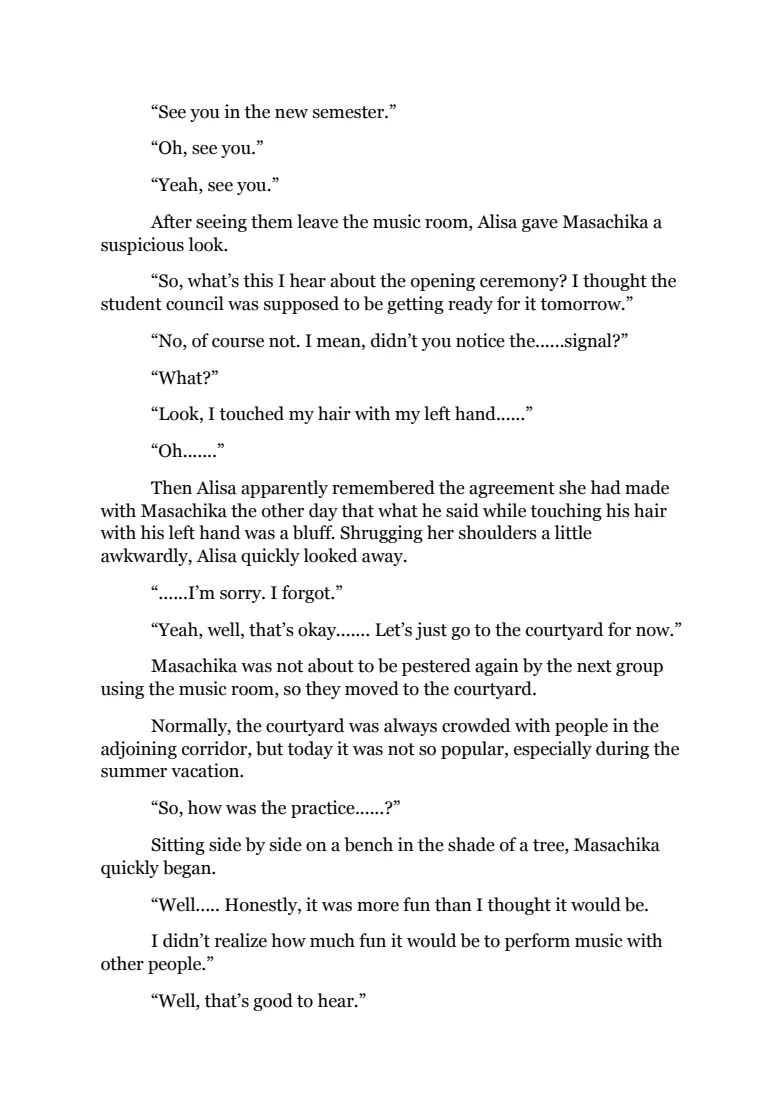 “See you in the new semester.”
“Oh, see you.”
“Yeah, see you.”
After seeing them leave the music room, Alisa gave Masachika a
suspicious look.
“So, what’s this I hear about the opening ceremony? I thought the
student council was supposed to be getting ready for it tomorrow.”
“No, of course not. I mean, didn’t you notice the......signal?”
“What?”
“Look, I touched my hair with my left hand......”
“Oh.......”
Then Alisa apparently remembered the agreement she had made
with Masachika the other day that what he said while touching his hair
with his left hand was a bluff. Shrugging her shoulders a little
awkwardly, Alisa quickly looked away.
“......I’m sorry. I forgot.”
“Yeah, well, that’s okay....... Let’s just go to the courtyard for now.”
Masachika was not about to be pestered again by the next group
using the music room, so they moved to the courtyard.
Normally, the courtyard was always crowded with people in the
adjoining corridor, but today it was not so popular, especially during the
summer vacation.
“So, how was the practice......?”
Sitting side by side on a bench in the shade of a tree, Masachika
quickly began.
“Well..... Honestly, it was more fun than I thought it would be.
I didn’t realize how much fun it would be to perform music with
other people.”
“Well, that’s good to hear.”